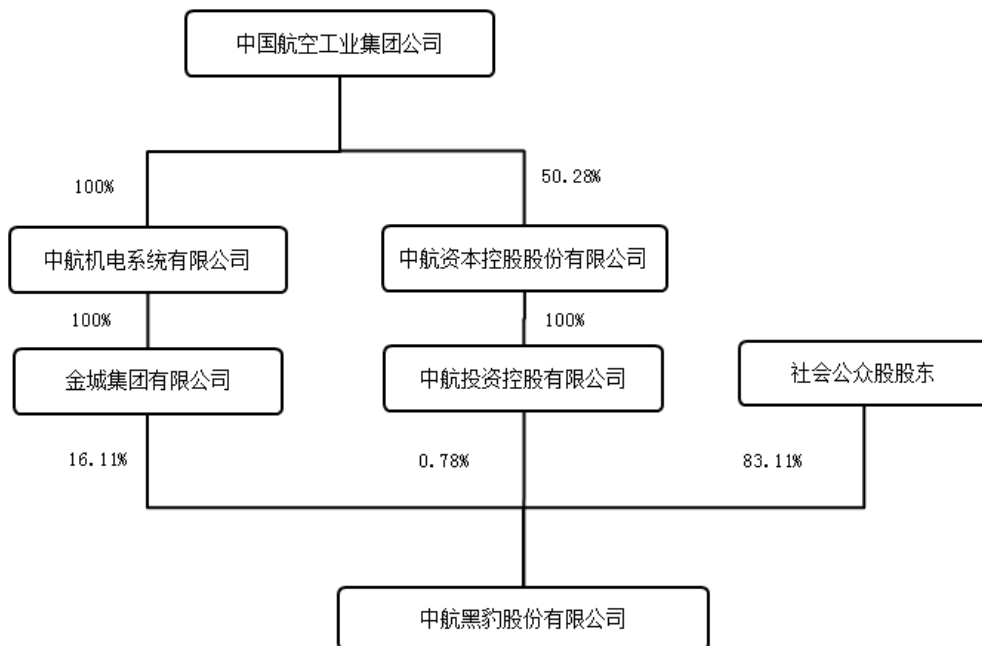 中国航空工业集团公司
100%
50.28%
中航机电系统有限公司
中航资本控股股份有限公司
100%
100%
金城集团有限公司
中航投资控股有限公司
社会公众股股东
16.11%
0.78%
83.11%
中航黑豹股份有限公司